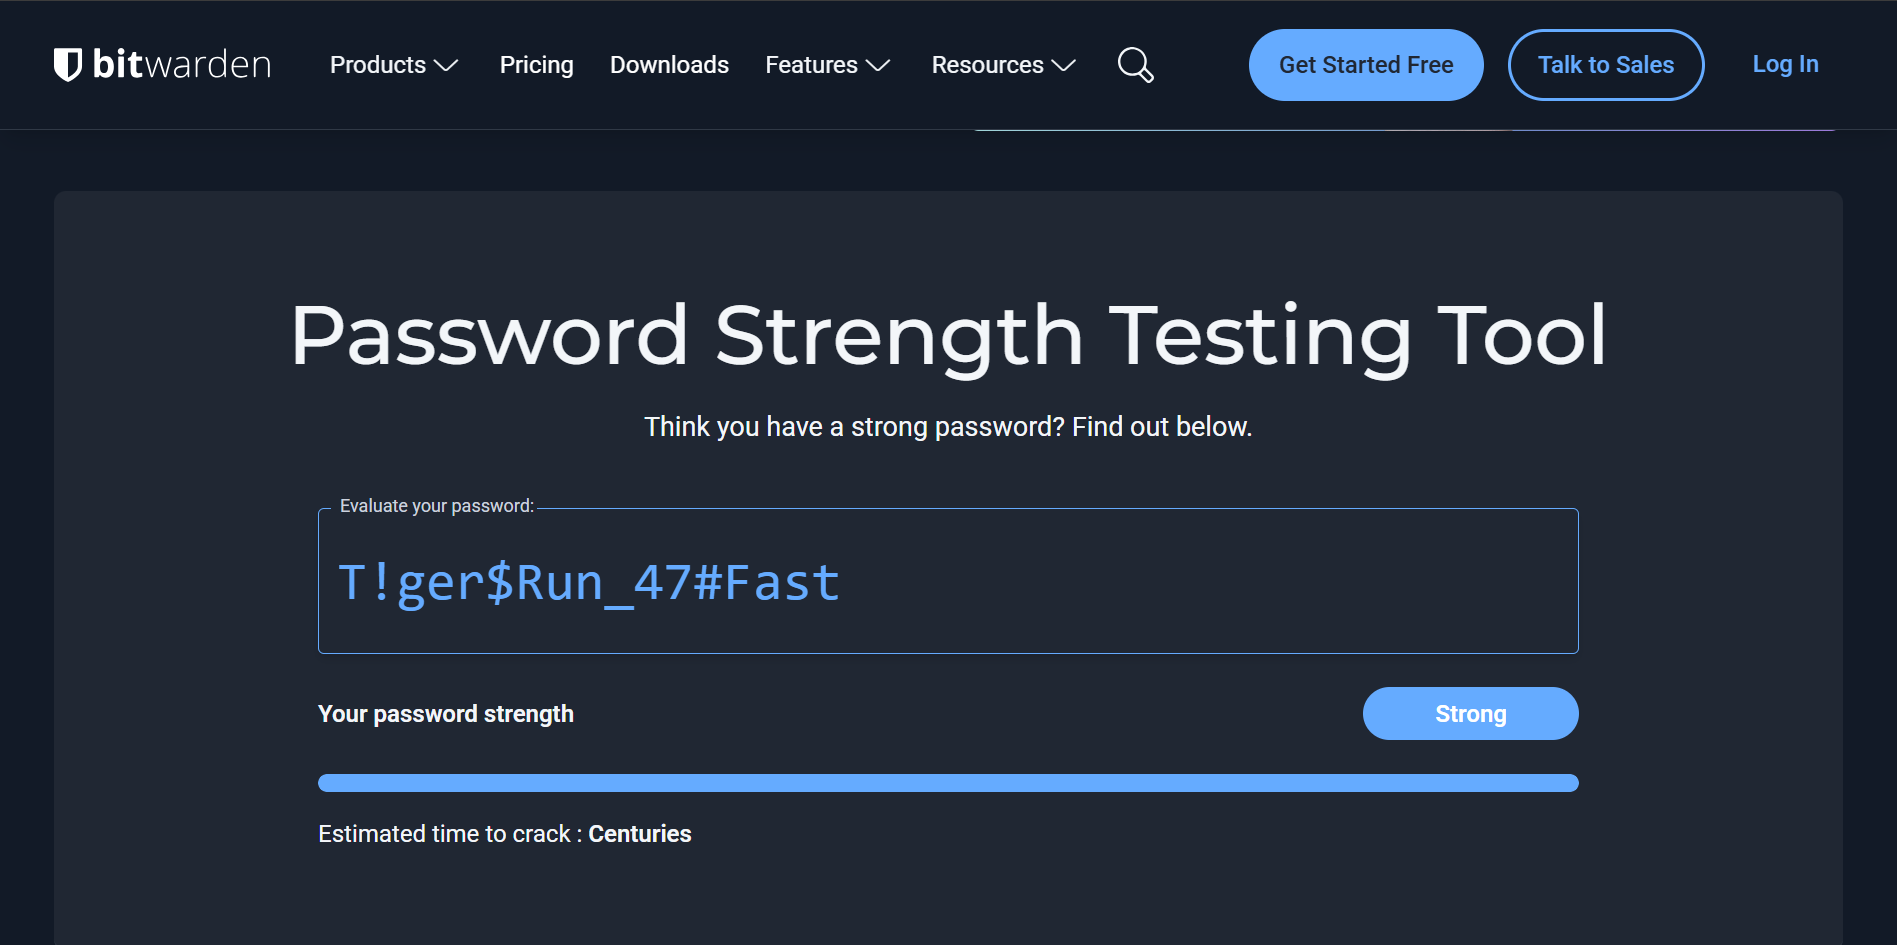 bitwarden Products Pricing Downloads Features Resources Get Started Free Talk to Sales Log In
Password Strength Testing Tool
Think you have a strong password? Find out below.
Evaluate your password:
T!ger$Run_47#Fast
Your password strength Strong
Estimated time to crack : Centuries